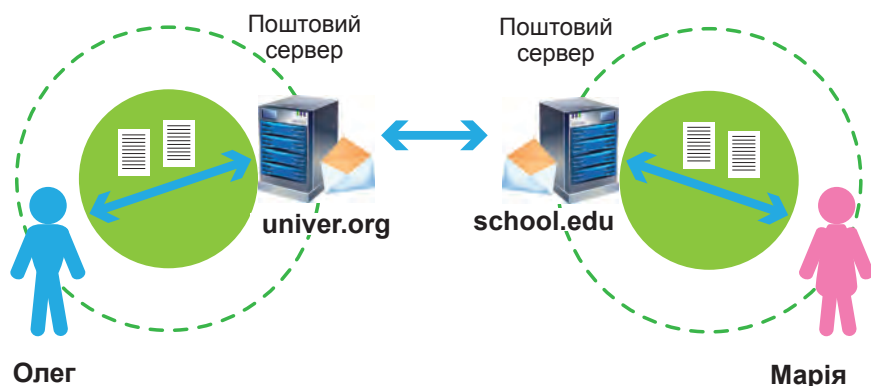 Поштовий
сервер
Поштовий
сервер
univer.org
school.edu
Олег
Марія